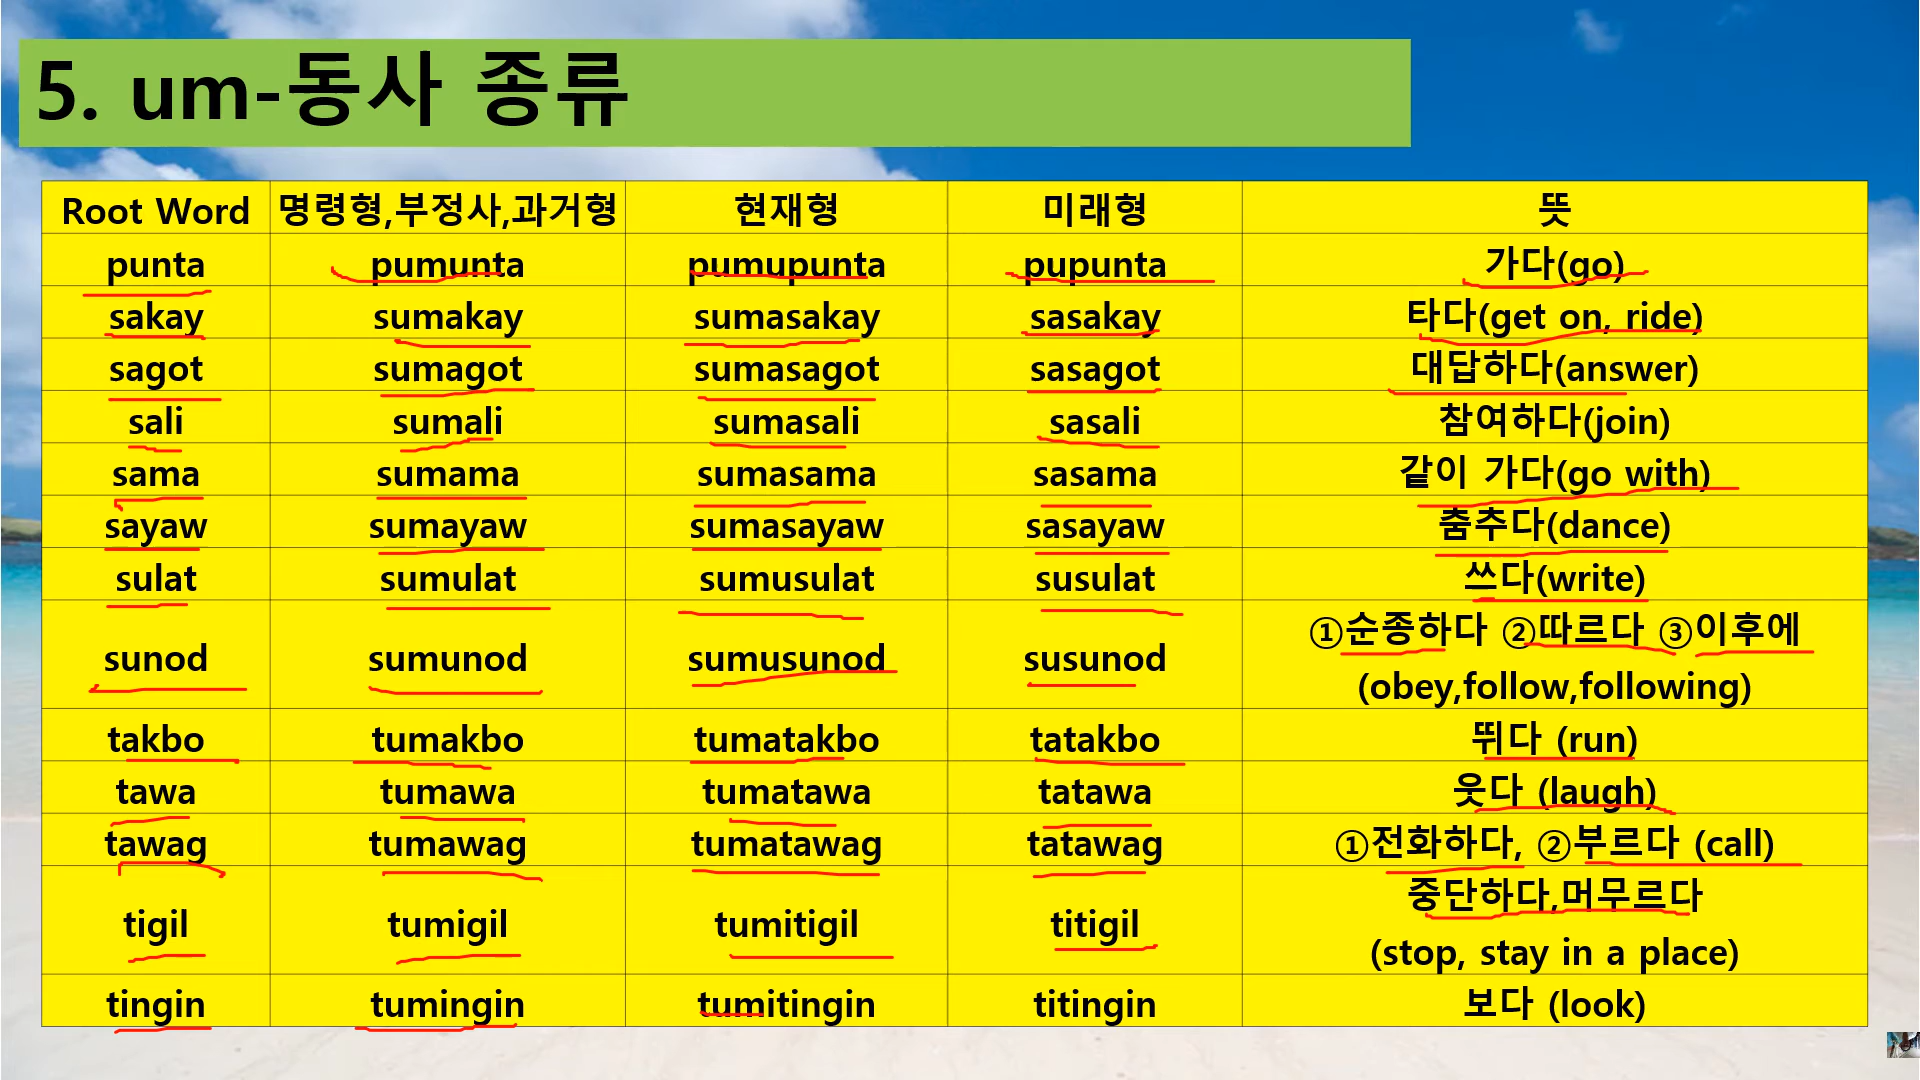 5. um-동사 종류
Root Word 명령형,부정사,과거형 현재형 미래형 뜻
punta pumunta pumupunta pupunta 가다(go)
sakay sumakay sumasakay sasakay 타다(get on, ride)
sagot sumagot sumasagot sasagot 대답하다(answer)
sali sumali sumasali sasali 참여하다(join)
sama sumama sumasama sasama 같이 가다(go with)
sayaw sumayaw sumasayaw sasayaw 춤추다(dance)
sulat sumulat sumusulat susulat 쓰다(write)
sunod sumunod sumusunod susunod ①순종하다 ②따르다 ③이후에
(obey,follow,following)
takbo tumakbo tumatakbo tatakbo 뛰다 (run)
tawa tumawa tumatawa tatawa 웃다 (laugh)
tawag tumawag tumatawag tatawag ①전화하다, ②부르다 (call)
tigil tumigil tumitigil titigil 중단하다,머무르다
(stop, stay in a place)
tingin tumingin tumitingin titingin 보다 (look)